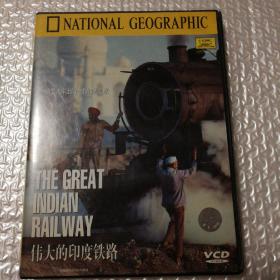 NATIONAL GEOGRAPHIC
THE GREAT
INDIAN
RAILWAY
伟大的印度铁路
VCD